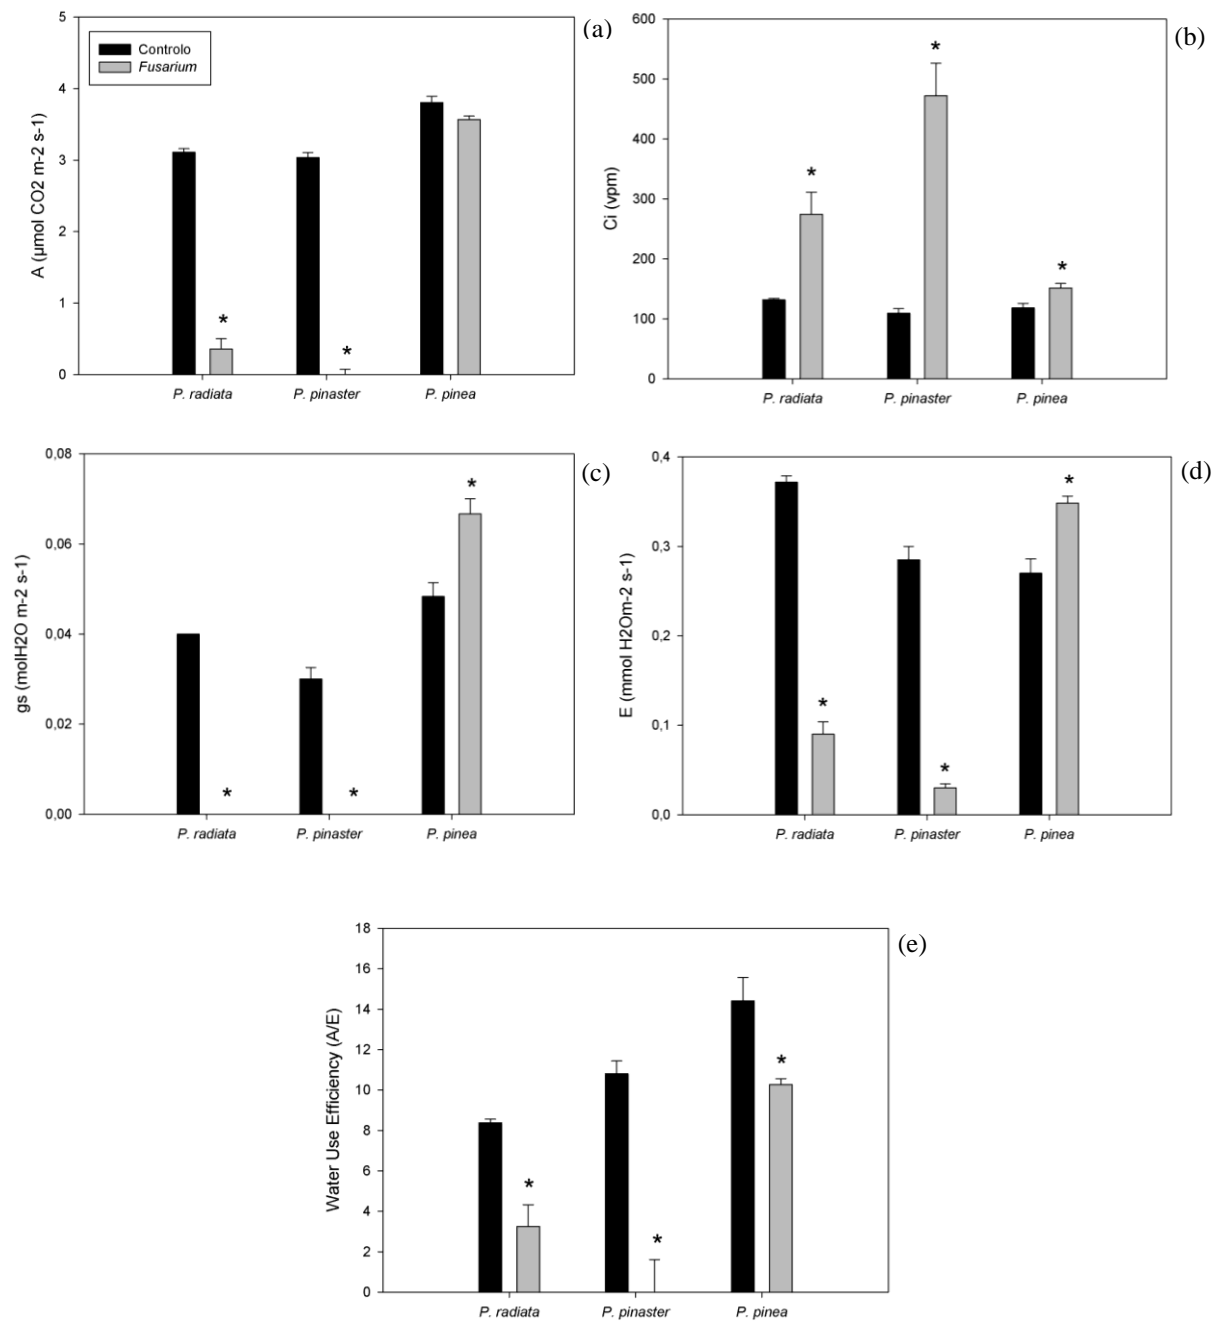 (a)
Controlo
Fusarium
A (µmol CO2 m-2 s-1)
5
4
3
2
1
0
P. radiata
P. pinaster
P. pinea
*
*
(b)
Ci (vpm)
600
500
400
300
200
100
0
P. radiata
P. pinaster
P. pinea
*
*
*
(c)
gs (molH2O m-2 s-1)
0,08
0,06
0,04
0,02
0,00
P. radiata
P. pinaster
P. pinea
*
*
*
(d)
E (mmol H2Om-2 s-1)
0,4
0,3
0,2
0,1
0,0
P. radiata
P. pinaster
P. pinea
*
*
*
(e)
Water Use Efficiency (A/E)
18
16
14
12
10
8
6
4
2
0
P. radiata
P. pinaster
P. pinea
*
*
*